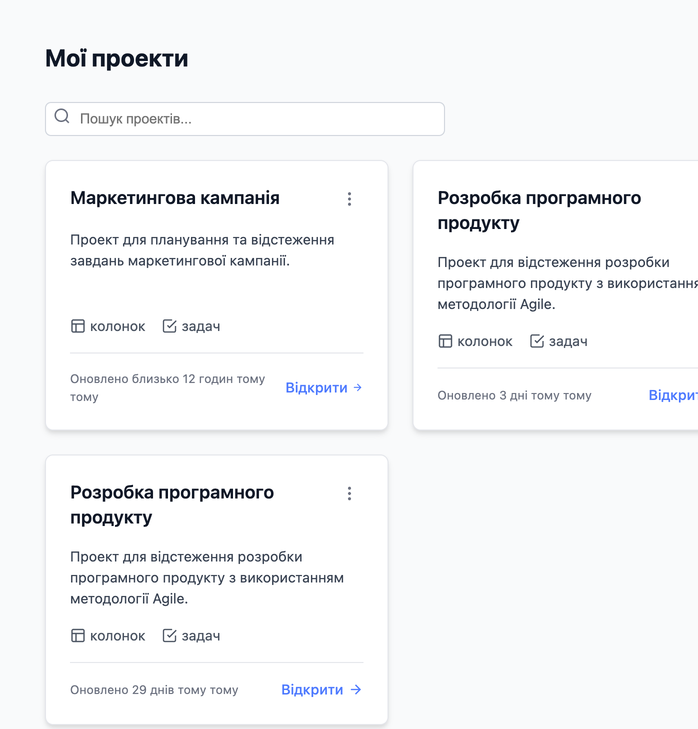 Мої проекти
Пошук проектів...
Маркетингова кампанія
Проект для планування та відстеження
завдань маркетингової кампанії.
колонок задач
Оновлено близько 12 годин тому
тому
Відкрити →
Розробка програмного
продукту
Проект для відстеження розробки
програмного продукту з використання
методології Agile.
колонок задач
Оновлено 3 дні тому тому
Відкрит
Розробка програмного
продукту
Проект для відстеження розробки
програмного продукту з використанням
методології Agile.
колонок задач
Оновлено 29 днів тому тому
Відкрити →